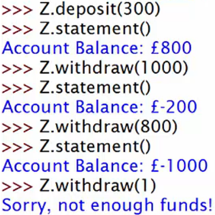 >>> Z.deposit(300)
>>> Z.statement()
Account Balance: £800
>>> Z.withdraw(1000)
>>> Z.statement()
Account Balance: £-200
>>> Z.withdraw(800)
>>> Z.statement()
Account Balance: £-1000
>>> Z.withdraw(1)
Sorry, not enough funds!